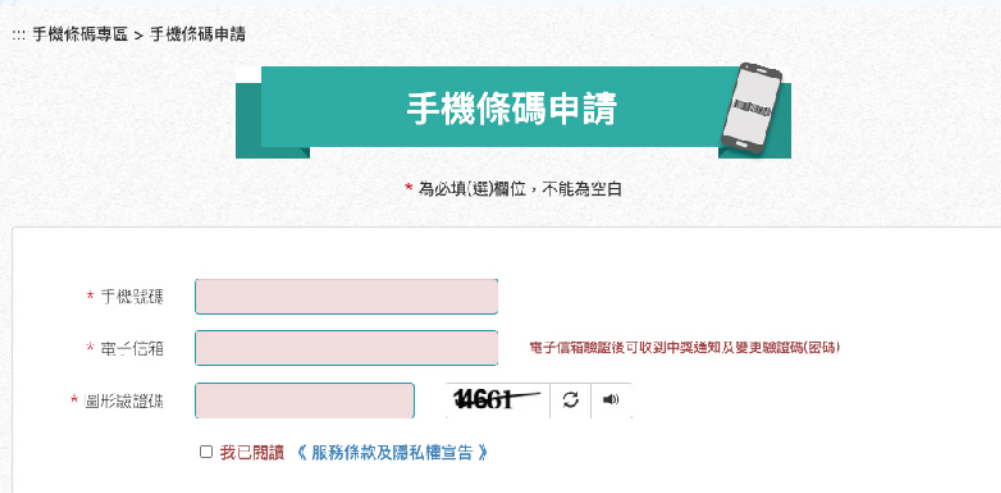 ::: 手機條碼專區 > 手機條碼申請
手機條碼申請
* 為必填(選)欄位，不能為空白
* 手機號碼
* 電子信箱
電子信箱驗證後可收到中獎通知及變更驗證碼(密碼)
* 圖形驗證碼
我已閱讀 《 服務條款及隱私權宣告 》